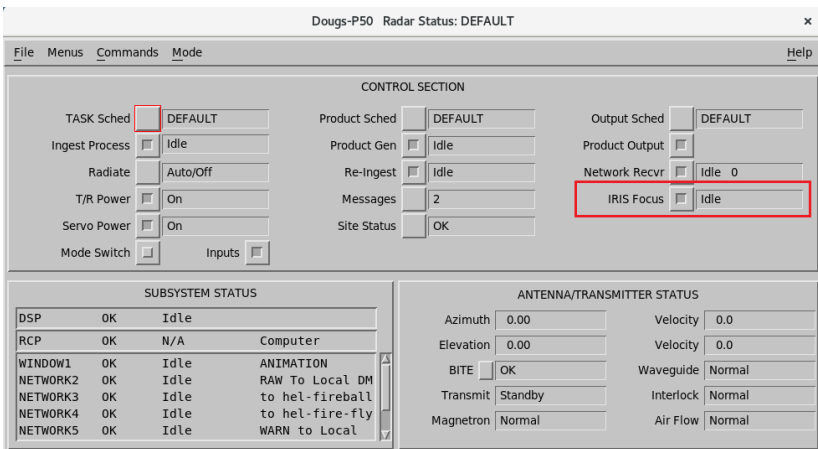 Dougs-P50 Radar Status: DEFAULT ×
File Menus Commands Mode Help
CONTROL SECTION
TASK Sched DEFAULT Product Sched DEFAULT Output Sched DEFAULT
Ingest Process Idle Product Gen Idle Product Output
Radiate Auto/Off Re-Ingest Idle Network Recvr Idle 0
T/R Power On Messages 2 IRIS Focus Idle
Servo Power On Site Status OK
Mode Switch Inputs
SUBSYSTEM STATUS
DSP OK Idle
RCP OK N/A Computer
WINDOW1 OK Idle ANIMATION
NETWORK2 OK Idle RAW To Local DM
NETWORK3 OK Idle to hel-fireball
NETWORK4 OK Idle to hel-fire-fly
NETWORK5 OK Idle WARN to Local
ANTENNA/TRANSMITTER STATUS
Azimuth 0.00 Velocity 0.0
Elevation 0.00 Velocity 0.0
BITE OK Waveguide Normal
Transmit Standby Interlock Normal
Magnetron Normal Air Flow Normal